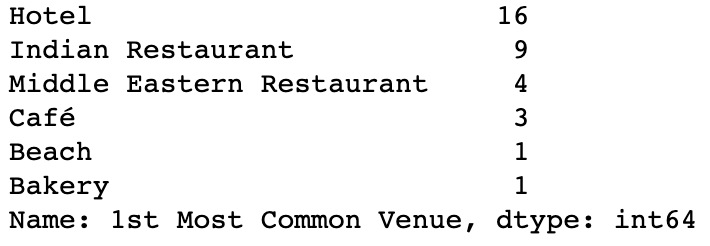 Hotel 16
Indian Restaurant 9
Middle Eastern Restaurant 4
Café 3
Beach 1
Bakery 1
Name: 1st Most Common Venue, dtype: int64